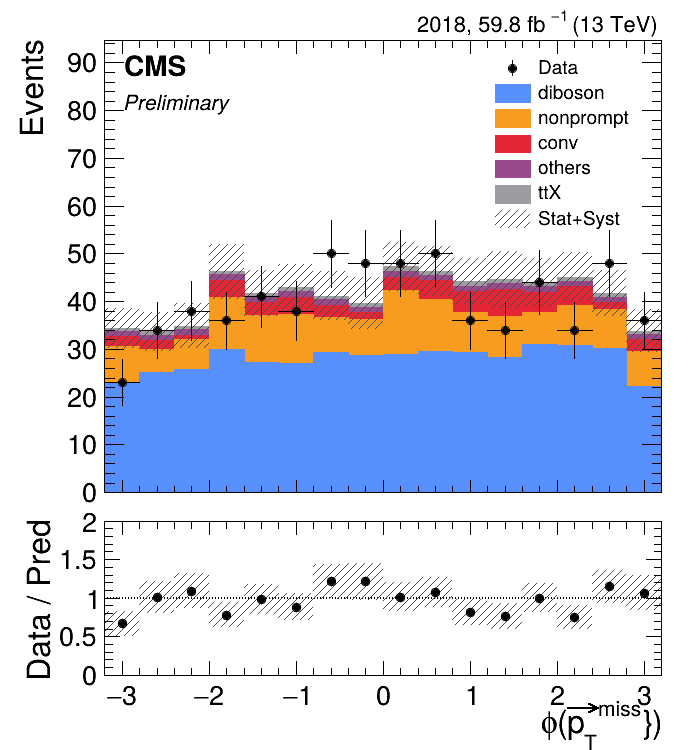 2018, 59.8 fb⁻¹ (13 TeV)
Events
90
80
70
60
50
40
30
20
10
0
CMS
Preliminary
Data
diboson
nonprompt
conv
others
ttX
Stat+Syst
Data / Pred
2
1.5
1
0.5
0
−3 −2 −1 0 1 2 3
ϕ(p⃗_T^miss})